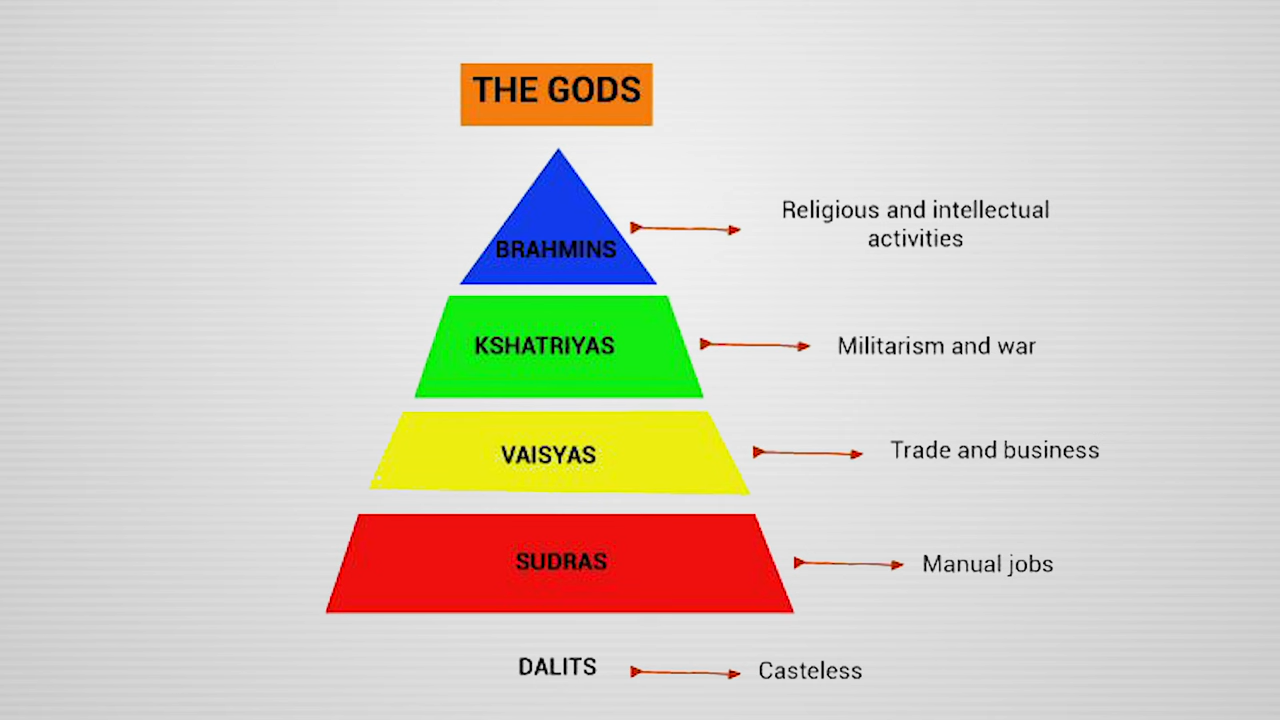 THE GODS
BRAHMINS
Religious and intellectual
activities
KSHATRIYAS
Militarism and war
VAISYAS
Trade and business
SUDRAS
Manual jobs
DALITS
Casteless